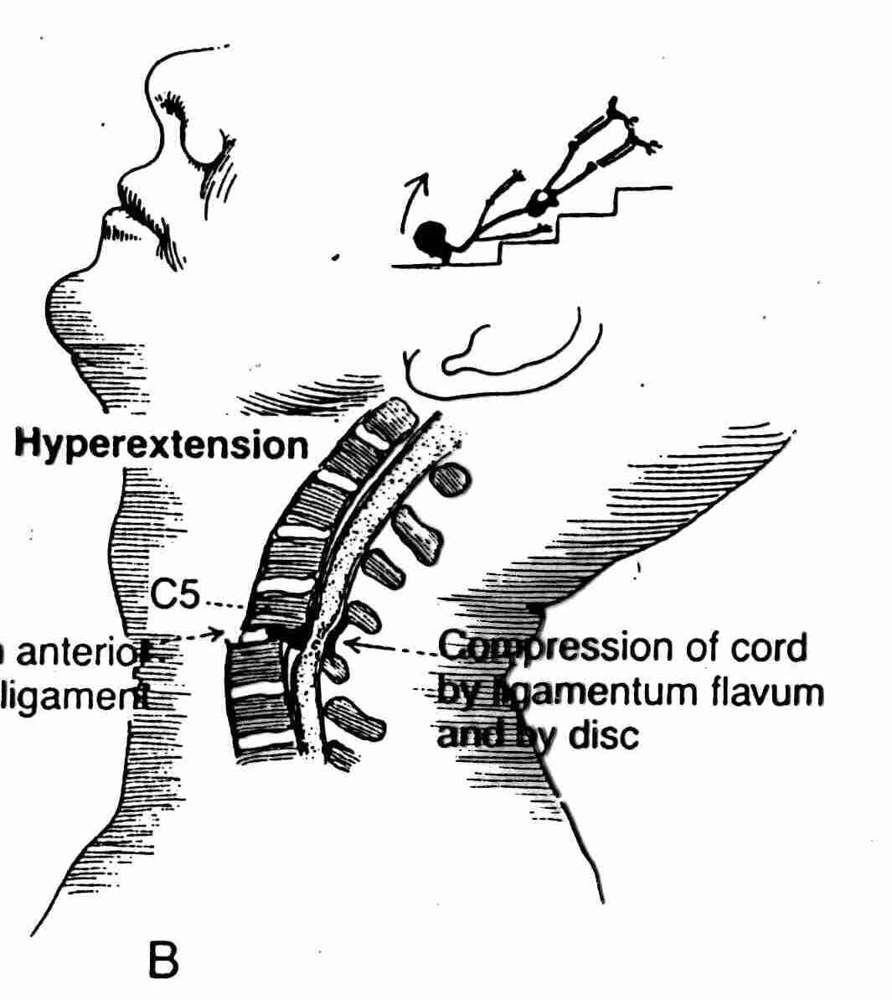 Hyperextension
C5
anterior
ligament
Compression of cord
by ligamentum flavum
and by disc
B